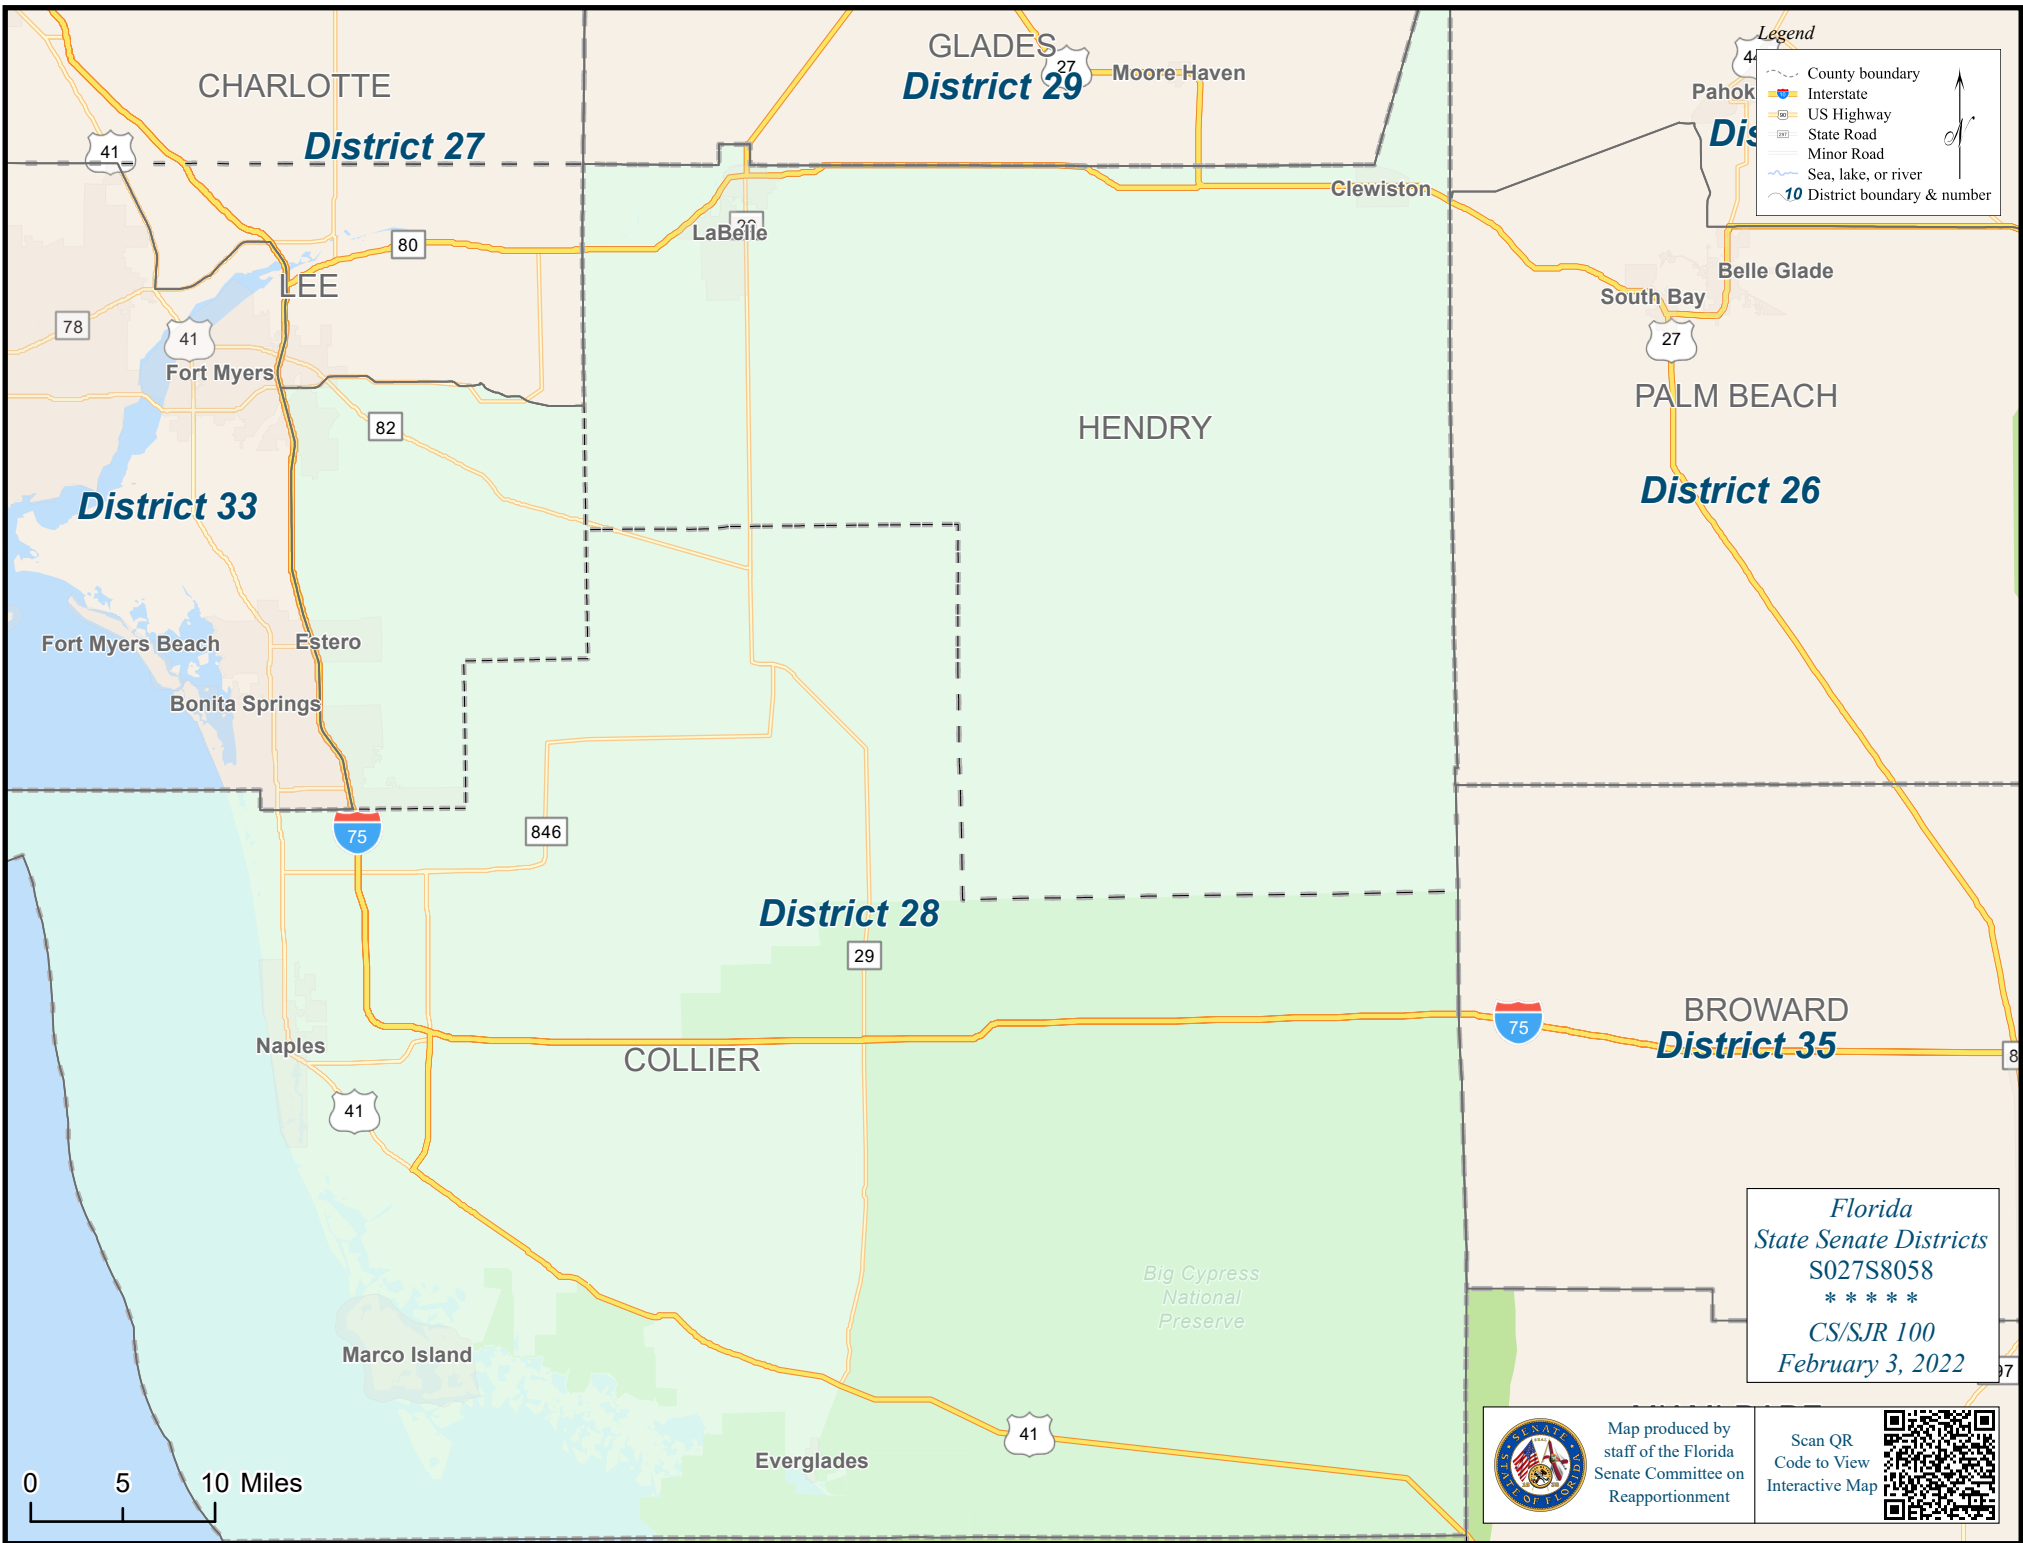 Legend
County boundary
Interstate
US Highway
State Road
Minor Road
Sea, lake, or river
10 District boundary & number
N
GLADES
27
Moore Haven
District 29
CHARLOTTE
District 27
41
Clewiston
LaBelle
80
LEE
Belle Glade
South Bay
78
41
27
Fort Myers
PALM BEACH
82
HENDRY
District 33
District 26
Fort Myers Beach
Estero
Bonita Springs
75
846
District 28
29
BROWARD
75
District 35
Naples
COLLIER
41
Big Cypress
National
Preserve
Marco Island
41
Everglades
0 5 10 Miles
Florida
State Senate Districts
S027S8058
* * * * *
CS/SJR 100
February 3, 2022
SENATE
STATE OF FLORIDA
Map produced by
staff of the Florida
Senate Committee on
Reapportionment
Scan QR
Code to View
Interactive Map